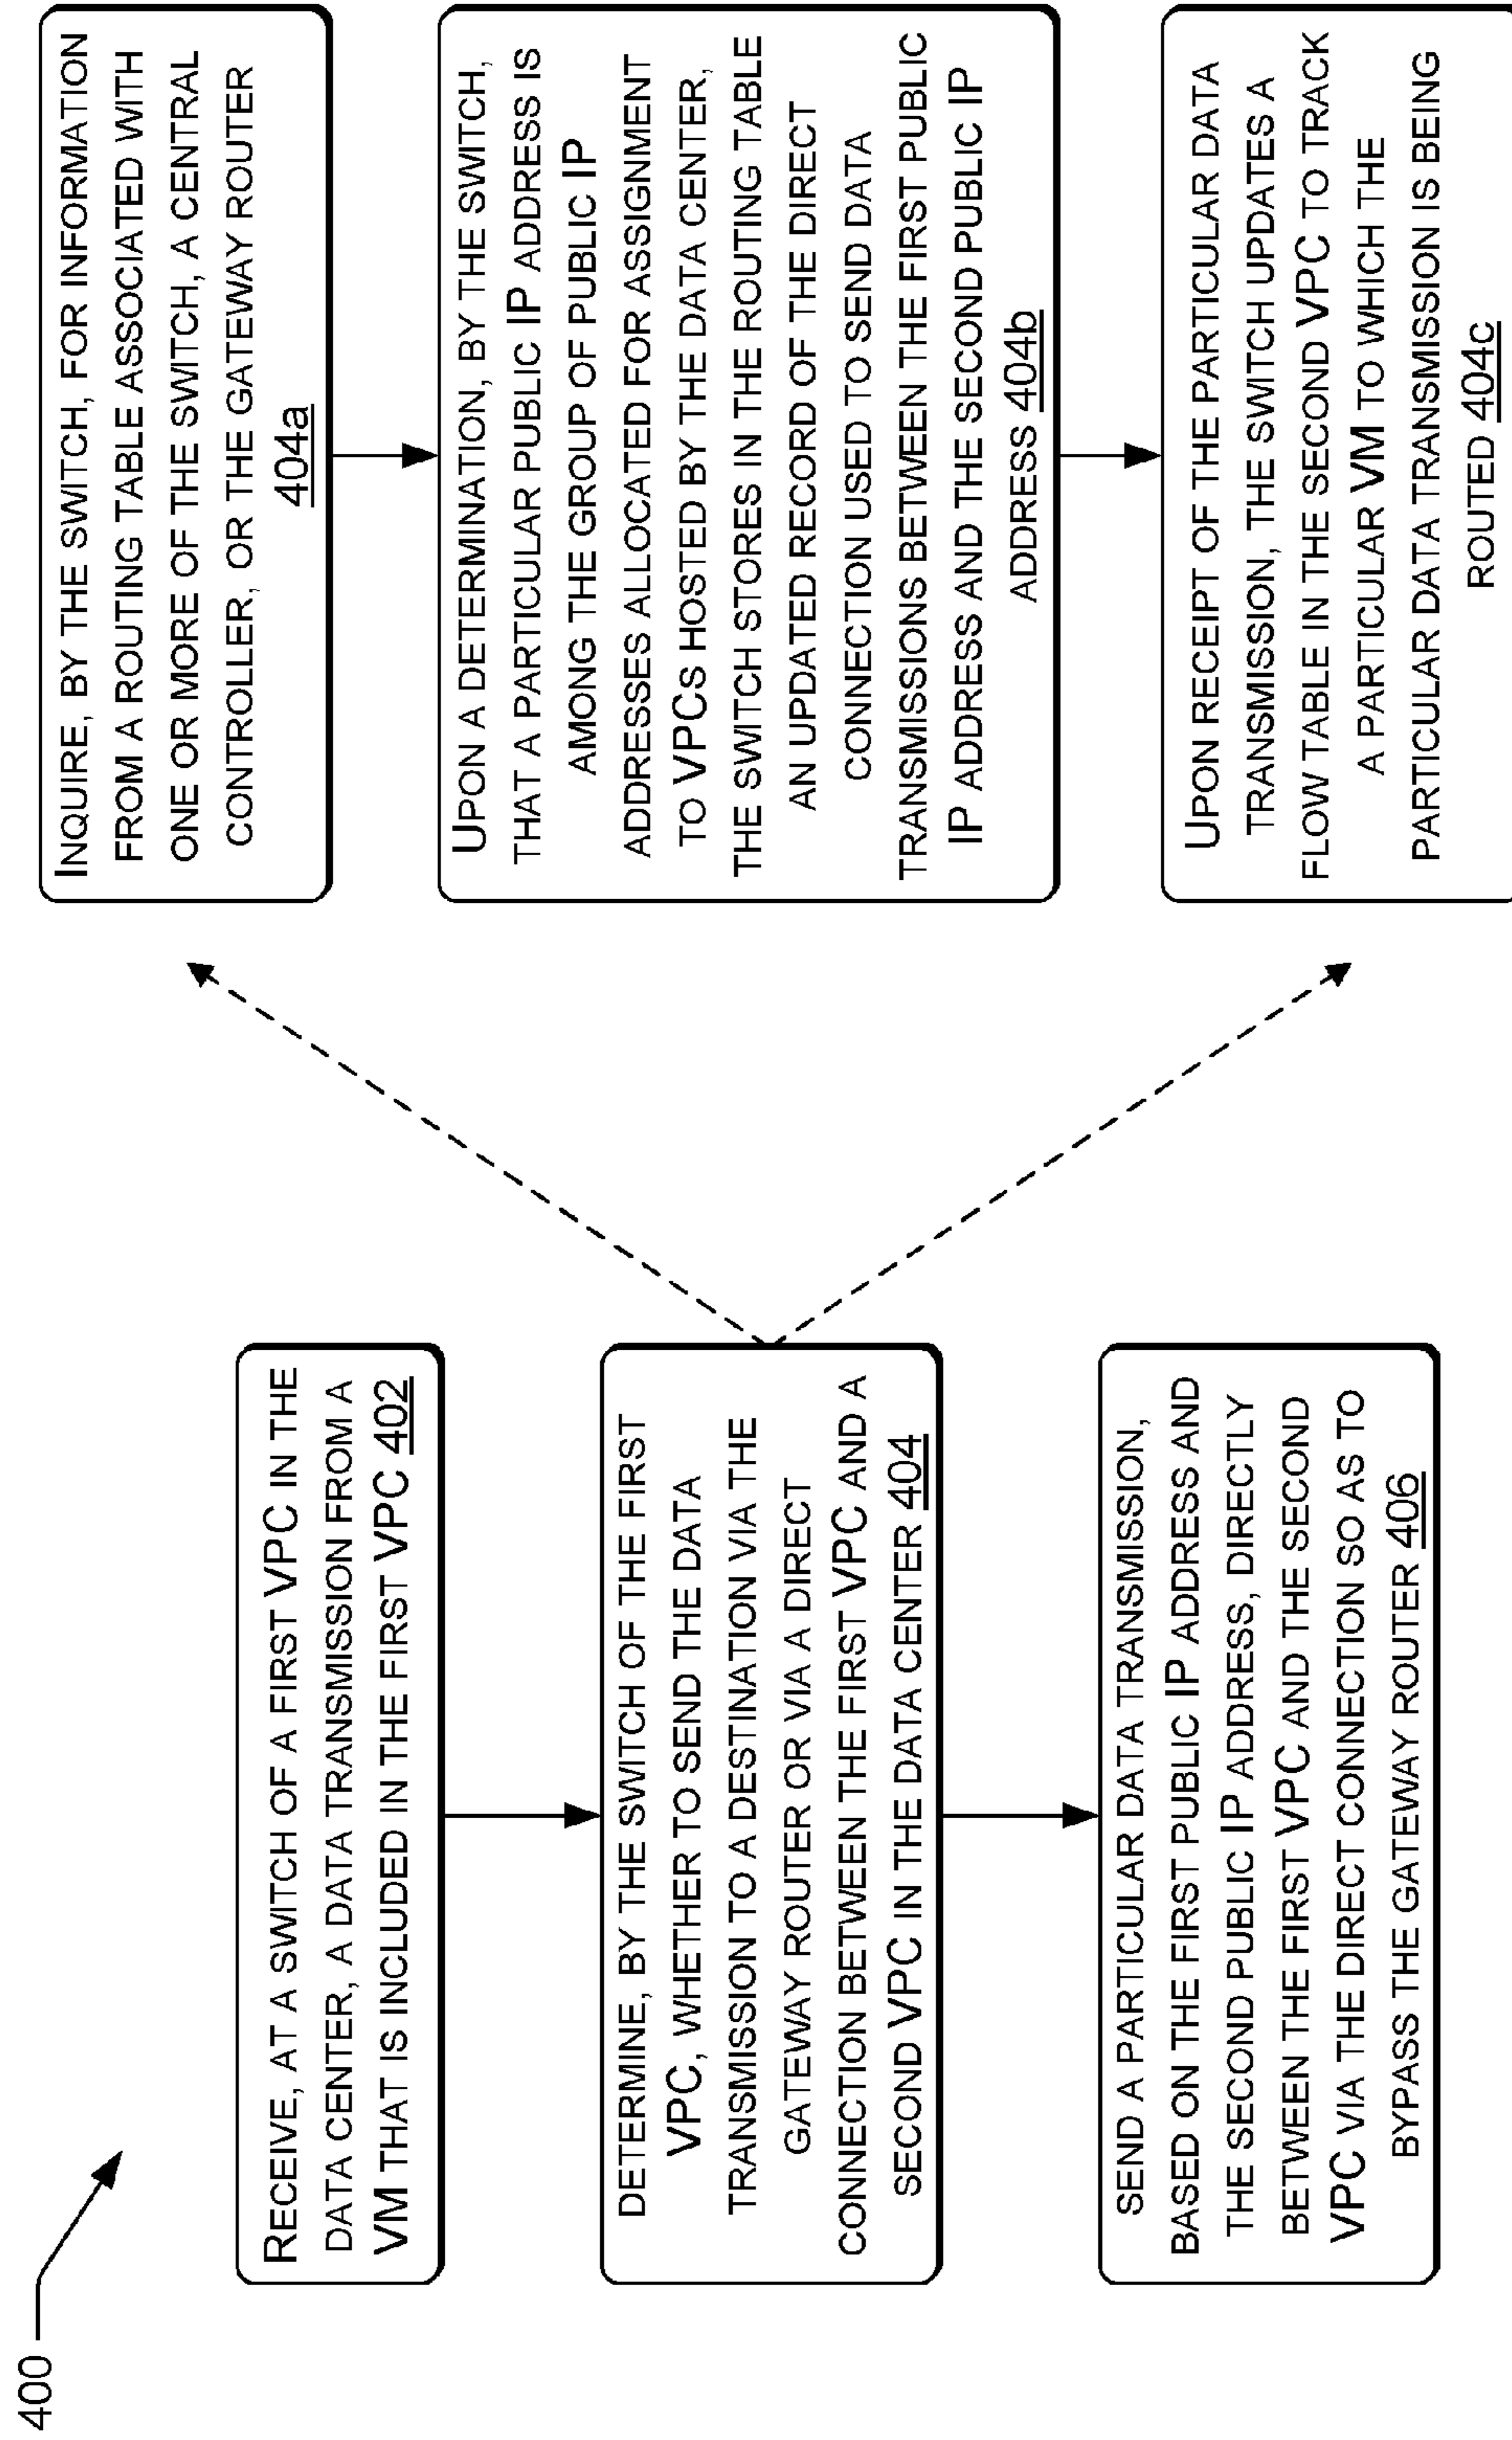 400
RECEIVE, AT A SWITCH OF A FIRST VPC IN THE
DATA CENTER, A DATA TRANSMISSION FROM A
VM THAT IS INCLUDED IN THE FIRST VPC 402
DETERMINE, BY THE SWITCH OF THE FIRST
VPC, WHETHER TO SEND THE DATA
TRANSMISSION TO A DESTINATION VIA THE
GATEWAY ROUTER OR VIA A DIRECT
CONNECTION BETWEEN THE FIRST VPC AND A
SECOND VPC IN THE DATA CENTER 404
SEND A PARTICULAR DATA TRANSMISSION,
BASED ON THE FIRST PUBLIC IP ADDRESS AND
THE SECOND PUBLIC IP ADDRESS, DIRECTLY
BETWEEN THE FIRST VPC AND THE SECOND
VPC VIA THE DIRECT CONNECTION SO AS TO
BYPASS THE GATEWAY ROUTER 406
INQUIRE, BY THE SWITCH, FOR INFORMATION
FROM A ROUTING TABLE ASSOCIATED WITH
ONE OR MORE OF THE SWITCH, A CENTRAL
CONTROLLER, OR THE GATEWAY ROUTER
404a
UPON A DETERMINATION, BY THE SWITCH,
THAT A PARTICULAR PUBLIC IP ADDRESS IS
AMONG THE GROUP OF PUBLIC IP
ADDRESSES ALLOCATED FOR ASSIGNMENT
TO VPCS HOSTED BY THE DATA CENTER,
THE SWITCH STORES IN THE ROUTING TABLE
AN UPDATED RECORD OF THE DIRECT
CONNECTION USED TO SEND DATA
TRANSMISSIONS BETWEEN THE FIRST PUBLIC
IP ADDRESS AND THE SECOND PUBLIC IP
ADDRESS 404b
UPON RECEIPT OF THE PARTICULAR DATA
TRANSMISSION, THE SWITCH UPDATES A
FLOW TABLE IN THE SECOND VPC TO TRACK
A PARTICULAR VM TO WHICH THE
PARTICULAR DATA TRANSMISSION IS BEING
ROUTED 404c